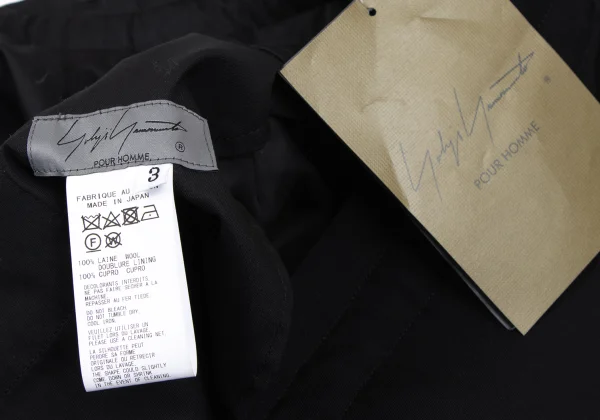 Yohji Yamamoto
POUR HOMME
®
3
FABRIQUE AU
MADE IN JAPAN
F
W
100% LAINE WOOL
DOUBLURE LINING
100% CUPRO CUPRO
DECOLORANTS INTERDITS
NE PAS FAIRE SECHER A LA
MACHINE.
REPASSER AU FER TIEDE.
DO NOT BLEACH
DO NOT TUMBLE DRY
COOL IRON.
VEUILLEZ UTILISER UN
FILET LORS DU LAVAGE.
PLEASE USE A CLEANING NET.
LA SILHOUETTE PEUT
PERDRE SA FORME
ORIGINALE OU RETRECIR
LORS DU LAVAGE.
THE COLOR COULD SLIGHTLY
COME DOWN OR SHRINK
IN THE EVENT OF CLEANING
Yohji Yamamoto
POUR HOMME